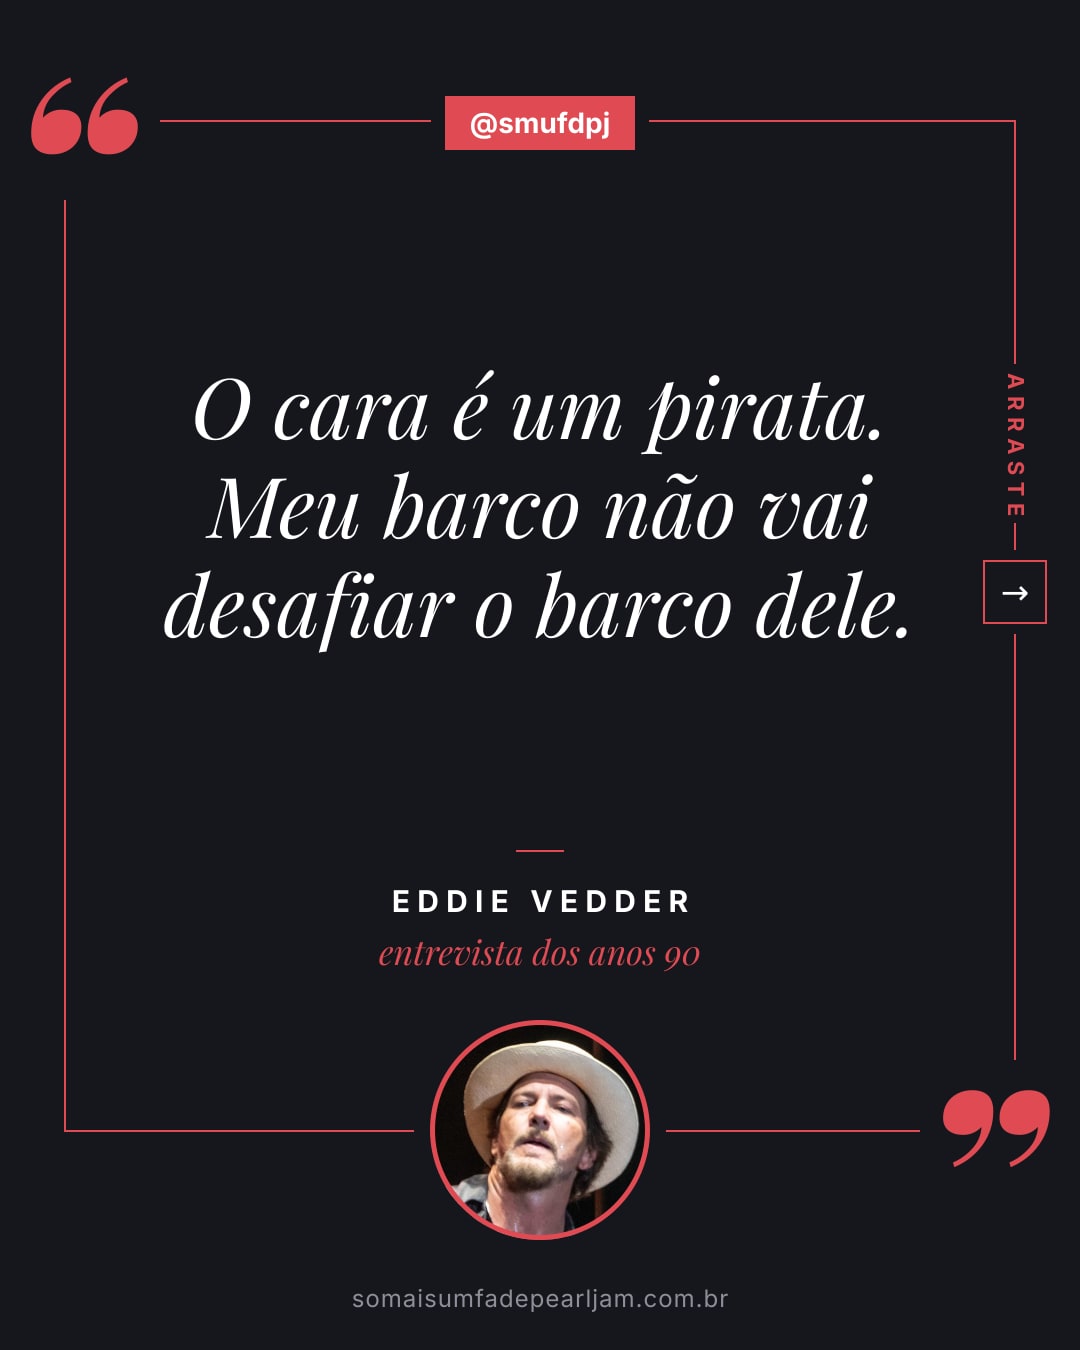 @smufdpj
O cara é um pirata.
Meu barco não vai
desafiar o barco dele.
ARRASTE
→
EDDIE VEDDER
entrevista dos anos 90
somaisumfadepearljam.com.br